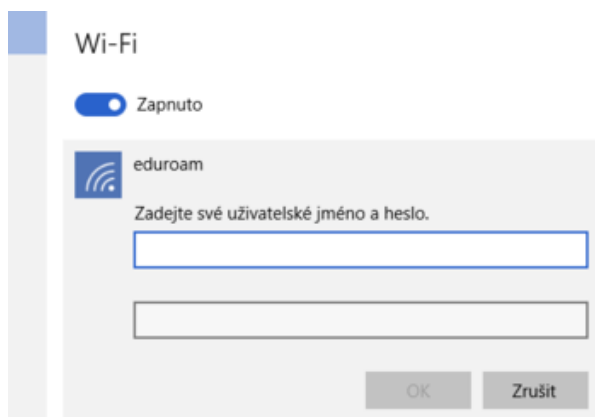 Wi-Fi
Zapnuto
eduroam
Zadejte své uživatelské jméno a heslo.
OK Zrušit